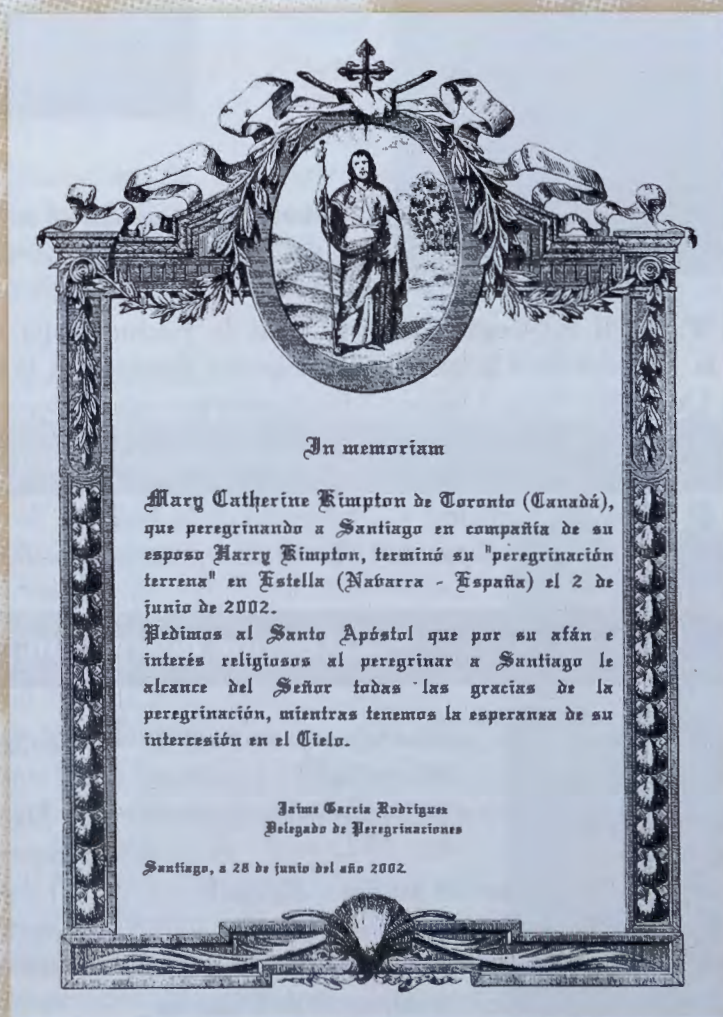 In memoriam
Mary Catherine Kimpton de Toronto (Canadá),
que peregrinando a Santiago en compañía de su
esposo Harry Kimpton, terminó su "peregrinación
terrena" en Estella (Navarra - España) el 2 de
junio de 2002.
Pedimos al Santo Apóstol que por su afán e
interés religiosos al peregrinar a Santiago le
alcance del Señor todas las gracias de la
peregrinación, mientras tenemos la esperanza de su
intercesión en el Cielo.
Jaime García Rodríguez
Delegado de Peregrinaciones
Santiago, a 28 de junio del año 2002